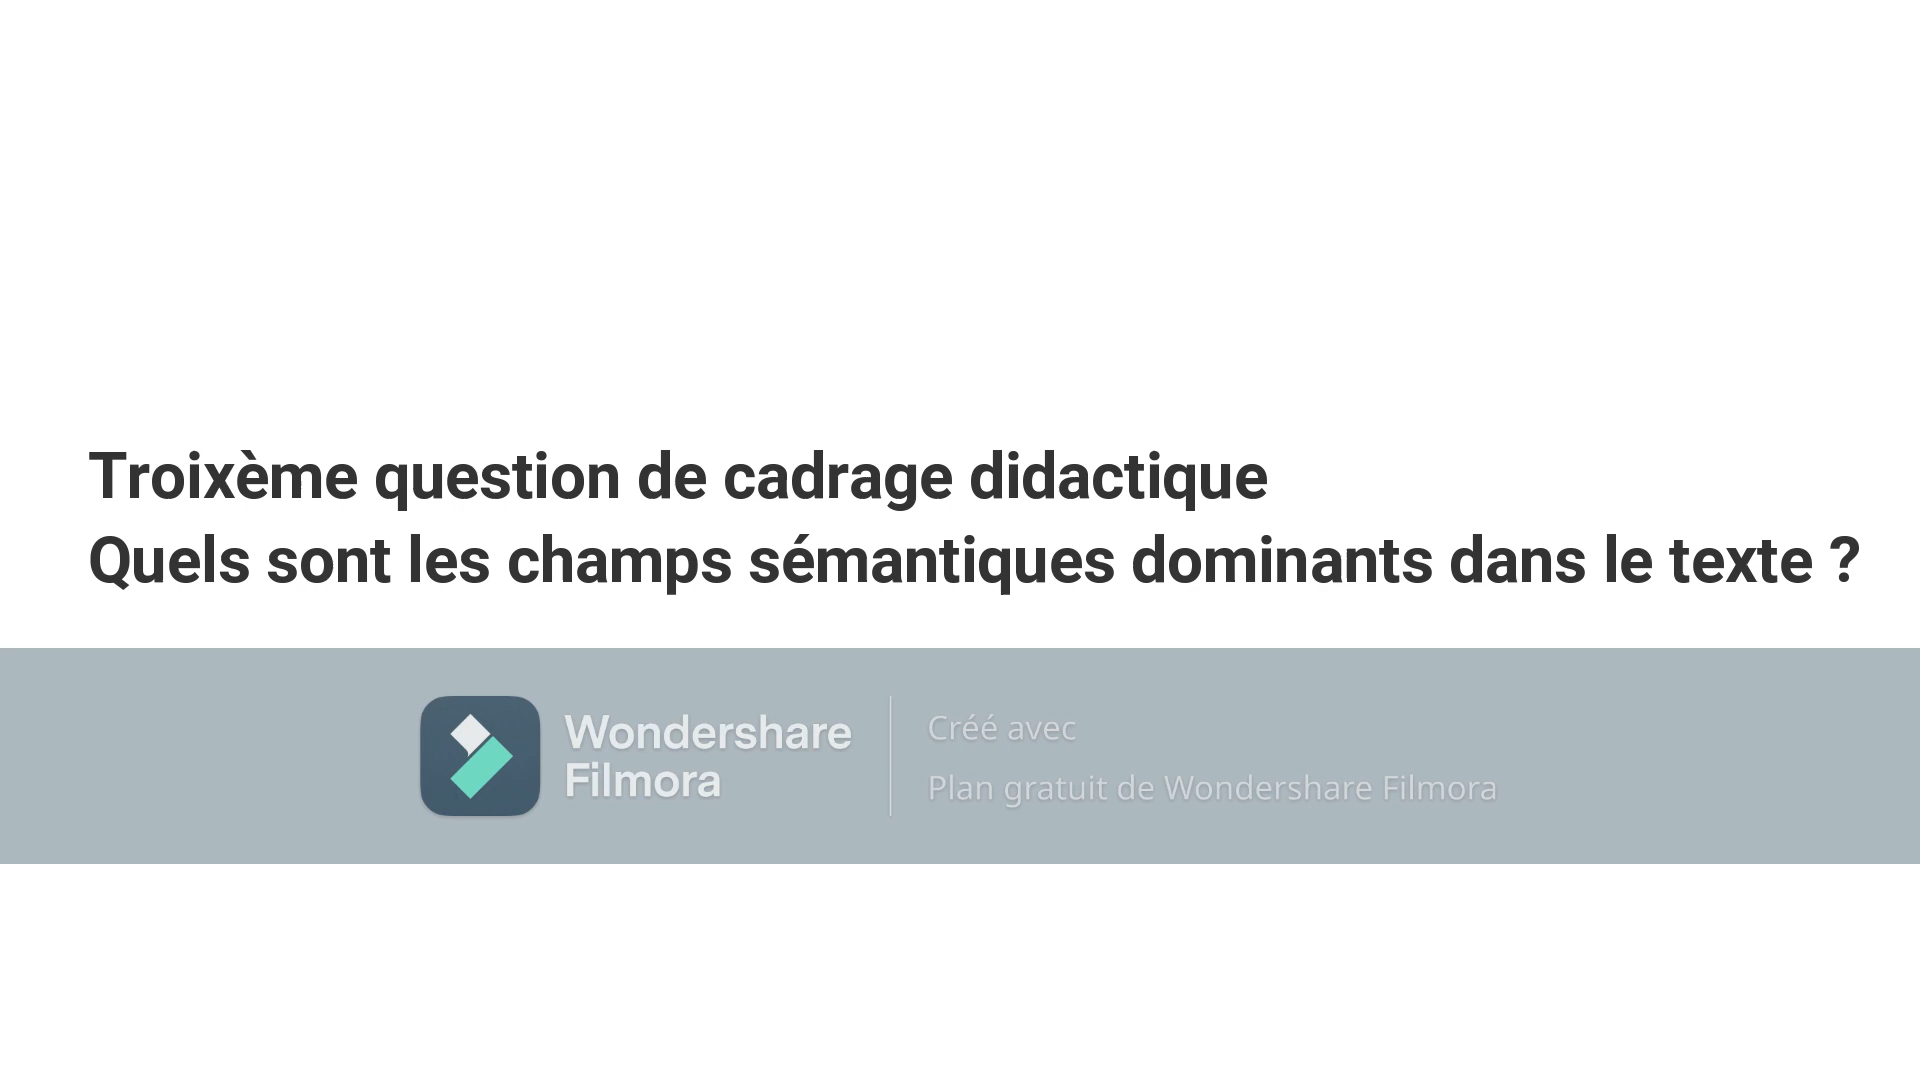 Troixème question de cadrage didactique
Quels sont les champs sémantiques dominants dans le texte ?
Wondershare
Filmora
Créé avec
Plan gratuit de Wondershare Filmora